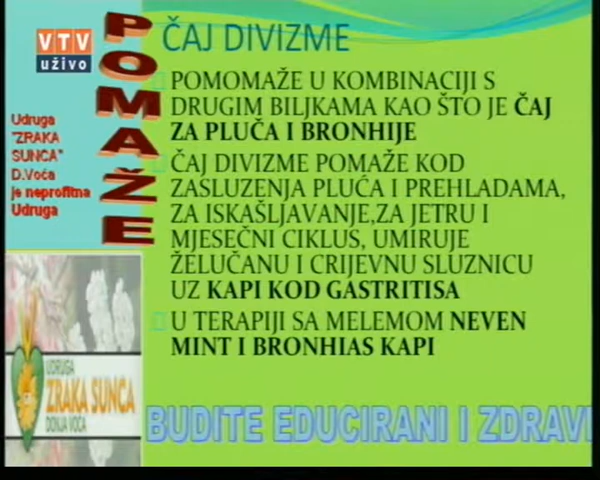 VTV
uživo
POMAŽE
Udruga
"ZRAKA
SUNCA"
D.Voća
je neprofitna
Udruga
ČAJ DIVIZME
POMOMAŽE U KOMBINACIJI S
DRUGIM BILJKAMA KAO ŠTO JE ČAJ
ZA PLUČA I BRONHIJE
ČAJ DIVIZME POMAŽE KOD
ZASLUZENJA PLUĆA I PREHLADAMA,
ZA ISKAŠLJAVANJE,ZA JETRU I
MJESEČNI CIKLUS, UMIRUJE
ŽELUČANU I CRIJEVNU SLUZNICU
UZ KAPI KOD GASTRITISA
U TERAPIJI SA MELEMOM NEVEN
MINT I BRONHIAS KAPI
UDRUGA
ZRAKA SUNCA
DONJA VOĆA
BUDITE EDUCIRANI I ZDRAVI